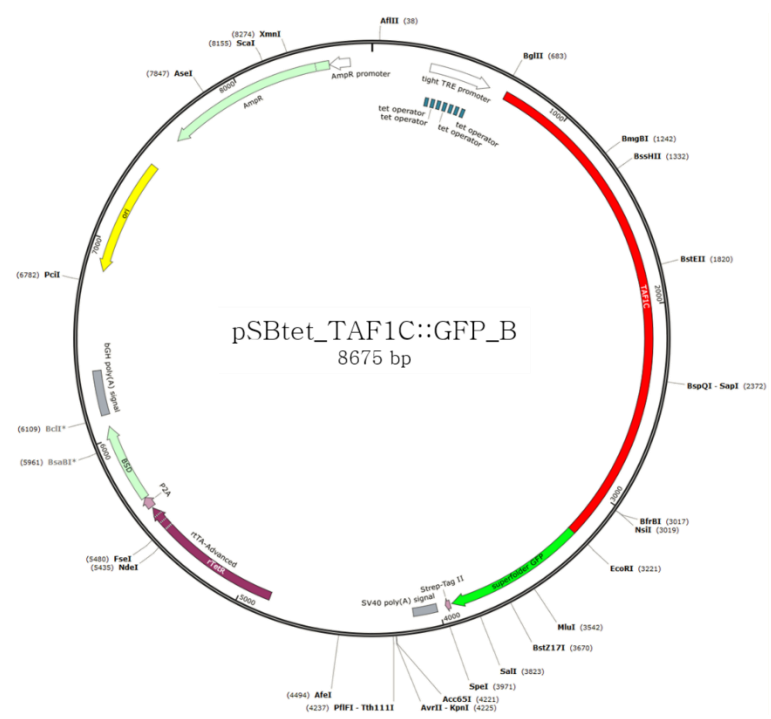 AflII (38)
BglII (683)
BmgBI (1242)
BssHII (1332)
BstEII (1820)
BspQI - SapI (2372)
BfrBI (3017)
NsiI (3019)
EcoRI (3221)
MluI (3542)
BstZ17I (3670)
SalI (3823)
SpeI (3971)
Acc65I (4221)
AvrII - KpnI (4225)
(4237) PflFI - Tth111I
(4494) AfeI
(5435) NdeI
(5480) FseI
(5961) BsaBI*
(6109) BclI*
(6782) PciI
(7847) AseI
(8155) ScaI
(8274) XmnI
AmpR promoter
tight TRE promoter
tet operator
tet operator
tet operator
tet operator
1000
2000
3000
4000
5000
6000
7000
8000
TAF1C
superfolder GFP
Strep-Tag II
SV40 poly(A) signal
rtTA-Advanced
rTetR
P2A
BSD
bGH poly(A) signal
ori
AmpR
pSBtet_TAF1C::GFP_B
8675 bp